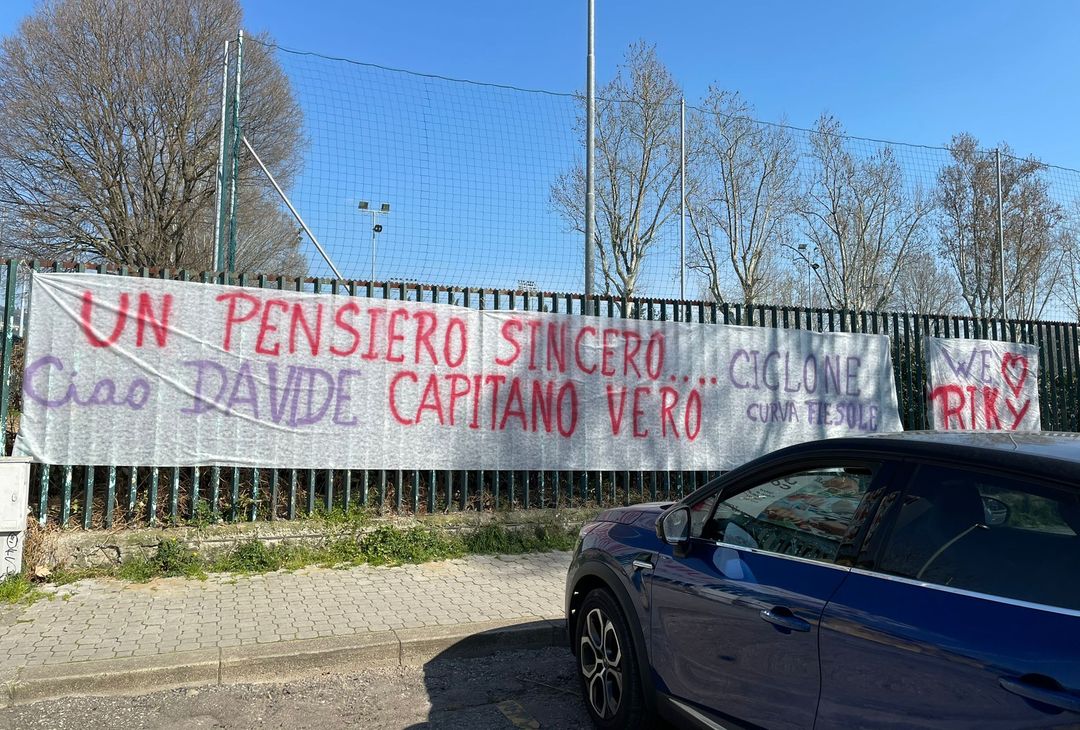 UN PENSIERO SINCERO.....
Ciao DAVIDE CAPITANO VERO
CICLONE
CURVA FIESOLE
WE ♡
RIKY